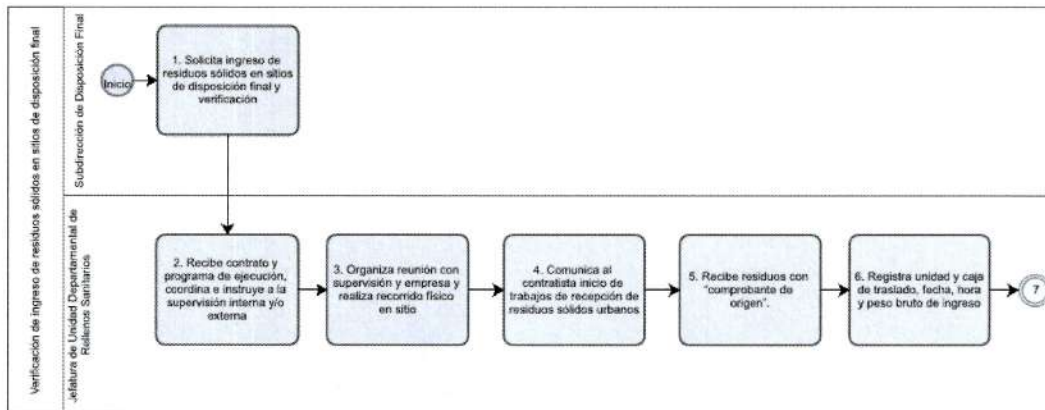 Verificación de ingreso de residuos sólidos en sitios de disposición final
Subdirección de Disposición Final
Inicio
1. Solicita ingreso de
residuos sólidos en sitios
de disposición final y
verificación
Jefatura de Unidad Departamental de
Rellenos Sanitarios
2. Recibe contrato y
programa de ejecución,
coordina e instruye a la
supervisión interna y/o
externa
3. Organiza reunión con
supervisión y empresa y
realiza recorrido físico
en sitio
4. Comunica al
contratista inicio de
trabajos de recepción de
residuos sólidos urbanos
5. Recibe residuos con
"comprobante de
origen".
6. Registra unidad y caja
de traslado, fecha, hora
y peso bruto de ingreso
7